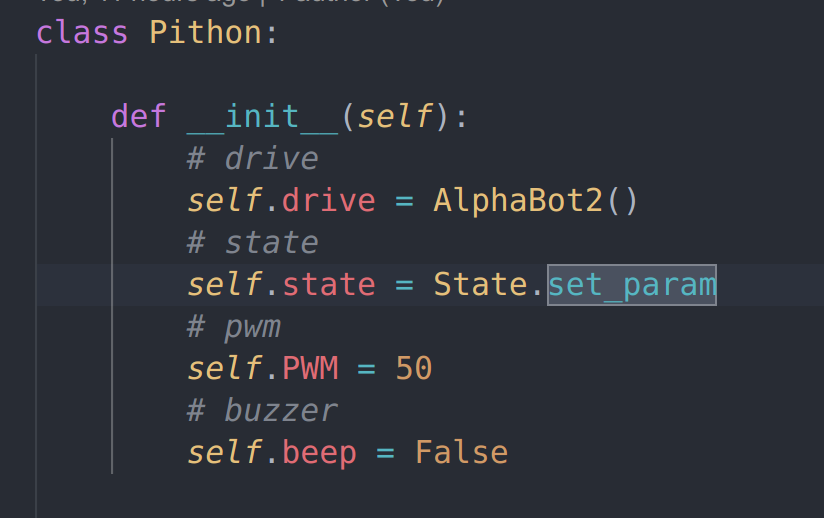 class Pithon:
def __init__(self):
# drive
self.drive = AlphaBot2()
# state
self.state = State.set_param
# pwm
self.PWM = 50
# buzzer
self.beep = False